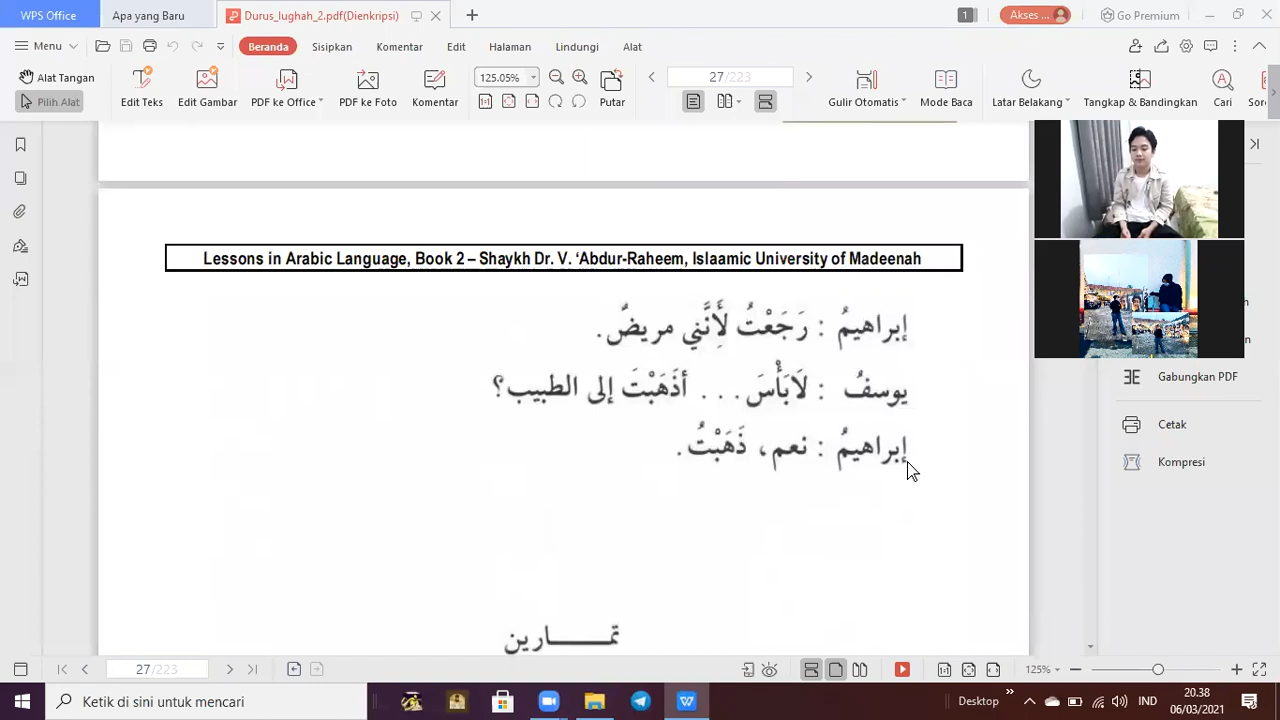 WPS Office
Apa yang Baru
Durus_lughah_2.pdf(Dienkripsi)
1
Akses ...
Go Premium
Menu
Beranda
Sisipkan
Komentar
Edit
Halaman
Lindungi
Alat
Alat Tangan
Pilih Alat
Edit Teks
Edit Gambar
PDF ke Office
PDF ke Foto
Komentar
125.05%
Putar
27/223
Gulir Otomatis
Mode Baca
Latar Belakang
Tangkap & Bandingkan
Cari
Lessons in Arabic Language, Book 2 – Shaykh Dr. V. ‘Abdur-Raheem, Islaamic University of Madeenah
إبراهيمُ : رَجَعْتُ لِأَنَّني مريضٌ.
يوسفُ : لَابَأْسَ... أذَهَبْتَ إلى الطبيب؟
إبراهيمُ : نعم، ذَهَبْتُ.
تمـــــــارين
Gabungkan PDF
Cetak
Kompresi
27/223
125%
Ketik di sini untuk mencari
Desktop
IND
20.38
06/03/2021